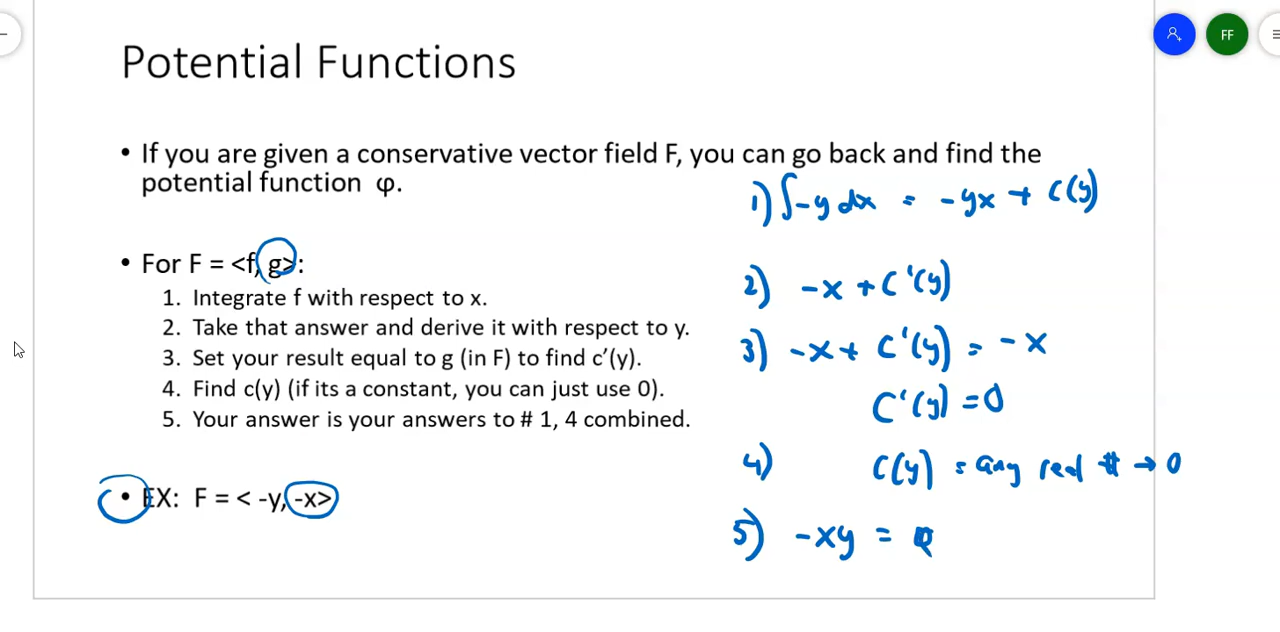 FF
Potential Functions
• If you are given a conservative vector field F, you can go back and find the
potential function φ.
1) ∫-y dx = -yx + C(y)
• For F = <f, g>:
2) -x + C'(y)
1. Integrate f with respect to x.
2. Take that answer and derive it with respect to y.
3) -x + C'(y) = -x
3. Set your result equal to g (in F) to find c′(y).
4. Find c(y) (if its a constant, you can just use 0).
C'(y) = 0
5. Your answer is your answers to # 1, 4 combined.
4) C(y) = any real # → 0
• EX: F = < -y, -x>
5) -xy = φ